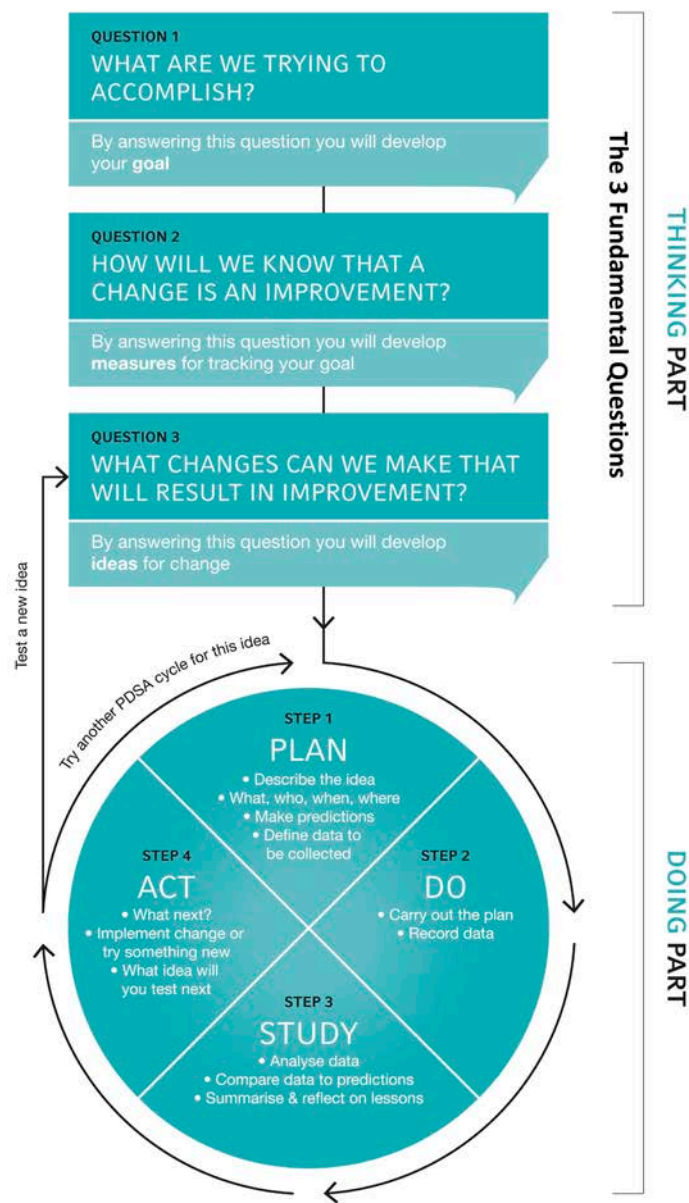 QUESTION 1
WHAT ARE WE TRYING TO
ACCOMPLISH?
By answering this question you will develop
your goal
QUESTION 2
HOW WILL WE KNOW THAT A
CHANGE IS AN IMPROVEMENT?
By answering this question you will develop
measures for tracking your goal
QUESTION 3
WHAT CHANGES CAN WE MAKE THAT
WILL RESULT IN IMPROVEMENT?
By answering this question you will develop
ideas for change
The 3 Fundamental Questions
THINKING PART
Test a new idea
Try another PDSA cycle for this idea
STEP 1
PLAN
• Describe the idea
• What, who, when, where
• Make predictions
• Define data to
be collected
STEP 2
DO
• Carry out the plan
• Record data
STEP 3
STUDY
• Analyse data
• Compare data to predictions
• Summarise & reflect on lessons
STEP 4
ACT
• What next?
• Implement change or
try something new
• What idea will
you test next
DOING PART